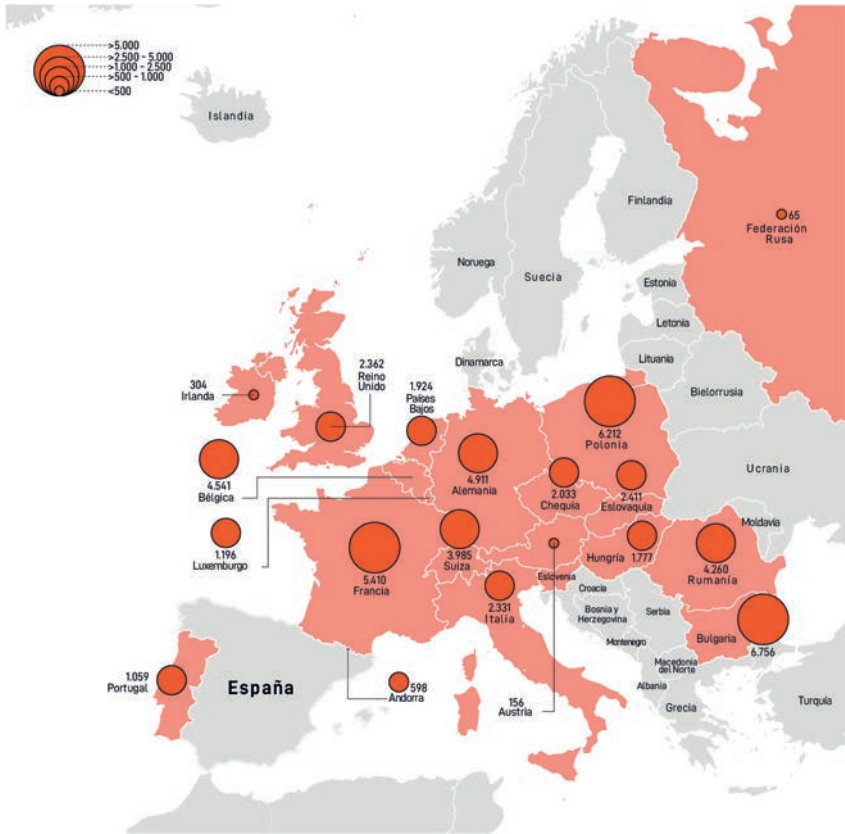 >5.000
>2.500 - 5.000
>1.000 - 2.500
>500 - 1.000
<500
Islandia
Finlandia
65
Federación
Rusa
Noruega
Suecia
Estonia
Letonia
Dinamarca
Lituania
Bielorrusia
2.362
Reino
Unido
304
Irlanda
1.924
Países
Bajos
6.212
Polonia
Ucrania
4.541
Bélgica
4.911
Alemania
2.033
Chequia
2.411
Eslovaquia
Moldavia
1.196
Luxemburgo
3.985
Suiza
Hungría
1.777
4.260
Rumanía
5.410
Francia
Eslovenia
Croacia
2.331
Italia
Bosnia y
Herzegovina
Serbia
Bulgaria
6.756
Montenegro
Macedonia
del Norte
1.059
Portugal
España
598
Andorra
156
Austria
Albania
Grecia
Turquía